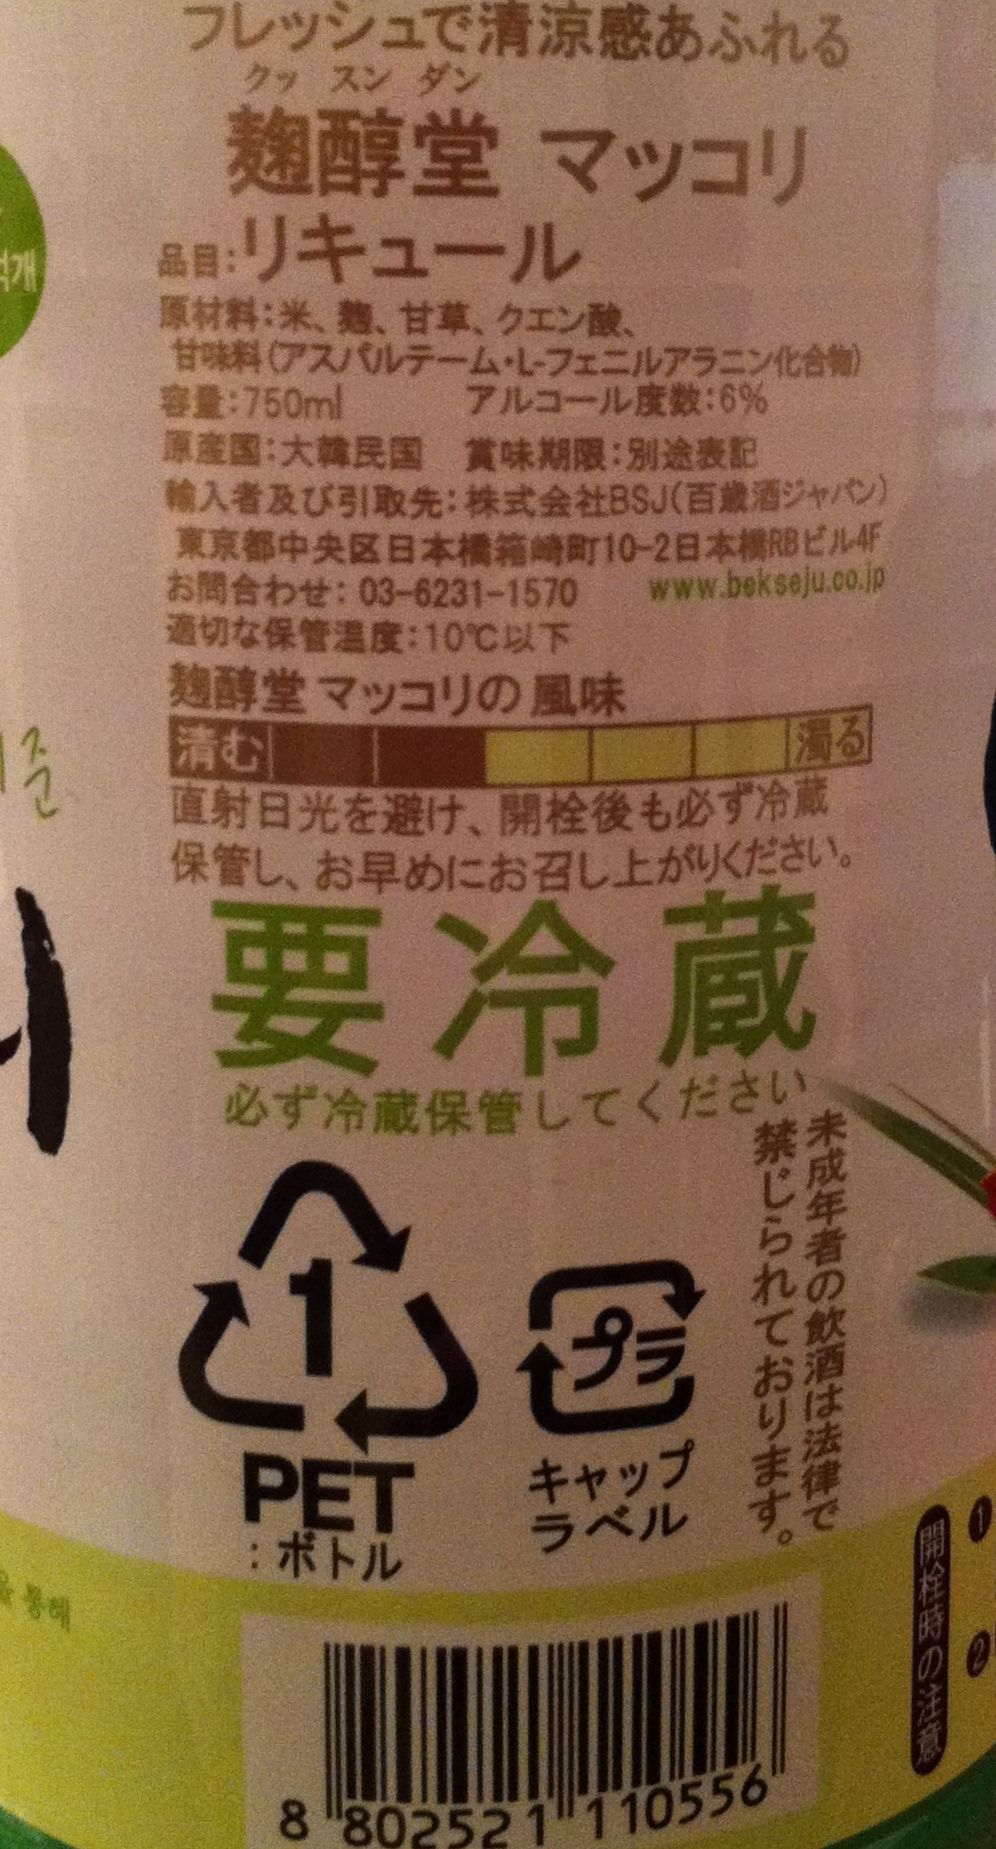 フレッシュで清涼感あふれる
クッ スン ダン
麹醇堂 マッコリ
品目:リキュール
原材料:米、麹、甘草、クエン酸、
甘味料(アスパルテーム・L-フェニルアラニン化合物)
容量:750ml アルコール度数:6%
原産国:大韓民国 賞味期限:別途表記
輸入者及び引取先:株式会社BSJ(百歳酒ジャパン)
東京都中央区日本橋箱崎町10-2日本橋RBビル4F
お問合わせ: 03-6231-1570 www.bekseju.co.jp
適切な保管温度:10℃以下
麹醇堂 マッコリの風味
清む 濁る
直射日光を避け、開栓後も必ず冷蔵
保管し、お早めにお召し上がりください。
要冷蔵
必ず冷蔵保管してください
未成年者の飲酒は法律で
禁じられております。
1
PET
:ボトル
プラ
キャップ
ラベル
開栓時の注意
1
2
통해
8 802521 110556